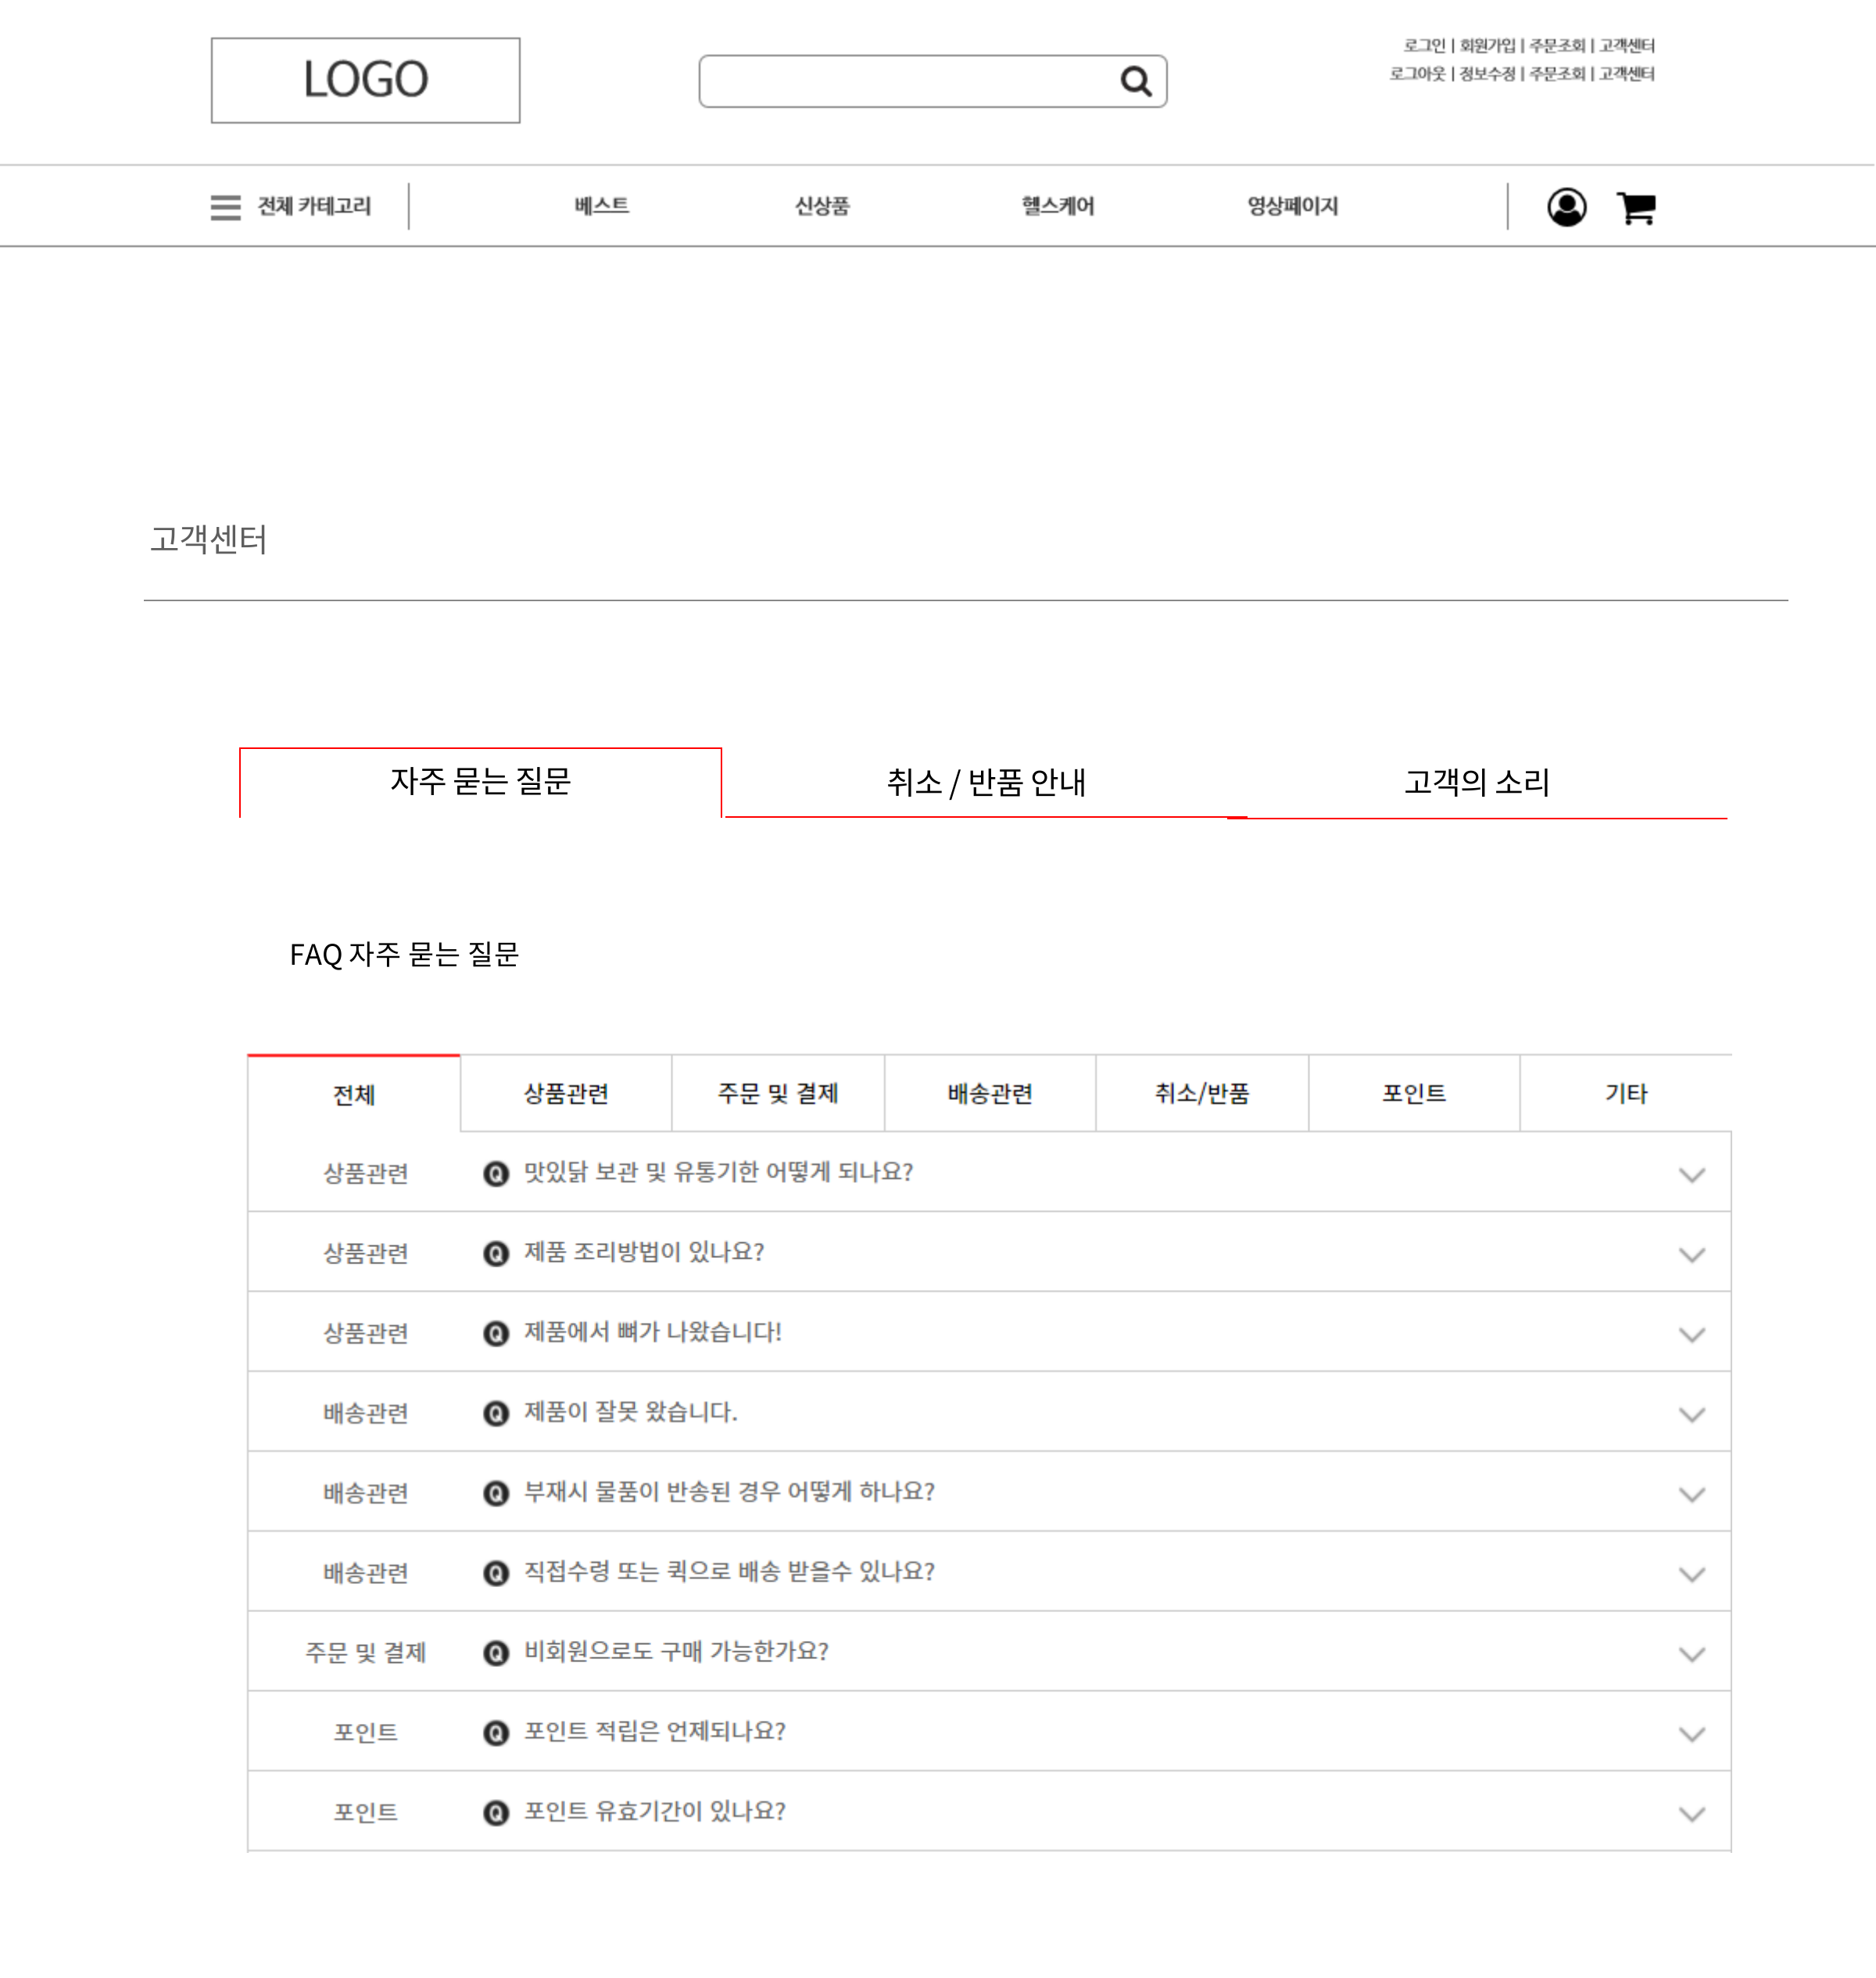 LOGO
로그인 | 회원가입 | 주문조회 | 고객센터
로그아웃 | 정보수정 | 주문조회 | 고객센터
전체 카테고리 베스트 신상품 헬스케어 영상페이지
고객센터
자주 묻는 질문 취소 / 반품 안내 고객의 소리
FAQ 자주 묻는 질문
전체 상품관련 주문 및 결제 배송관련 취소/반품 포인트 기타
상품관련 Q 맛있닭 보관 및 유통기한 어떻게 되나요?
상품관련 Q 제품 조리방법이 있나요?
상품관련 Q 제품에서 뼈가 나왔습니다!
배송관련 Q 제품이 잘못 왔습니다.
배송관련 Q 부재시 물품이 반송된 경우 어떻게 하나요?
배송관련 Q 직접수령 또는 퀵으로 배송 받을수 있나요?
주문 및 결제 Q 비회원으로도 구매 가능한가요?
포인트 Q 포인트 적립은 언제되나요?
포인트 Q 포인트 유효기간이 있나요?